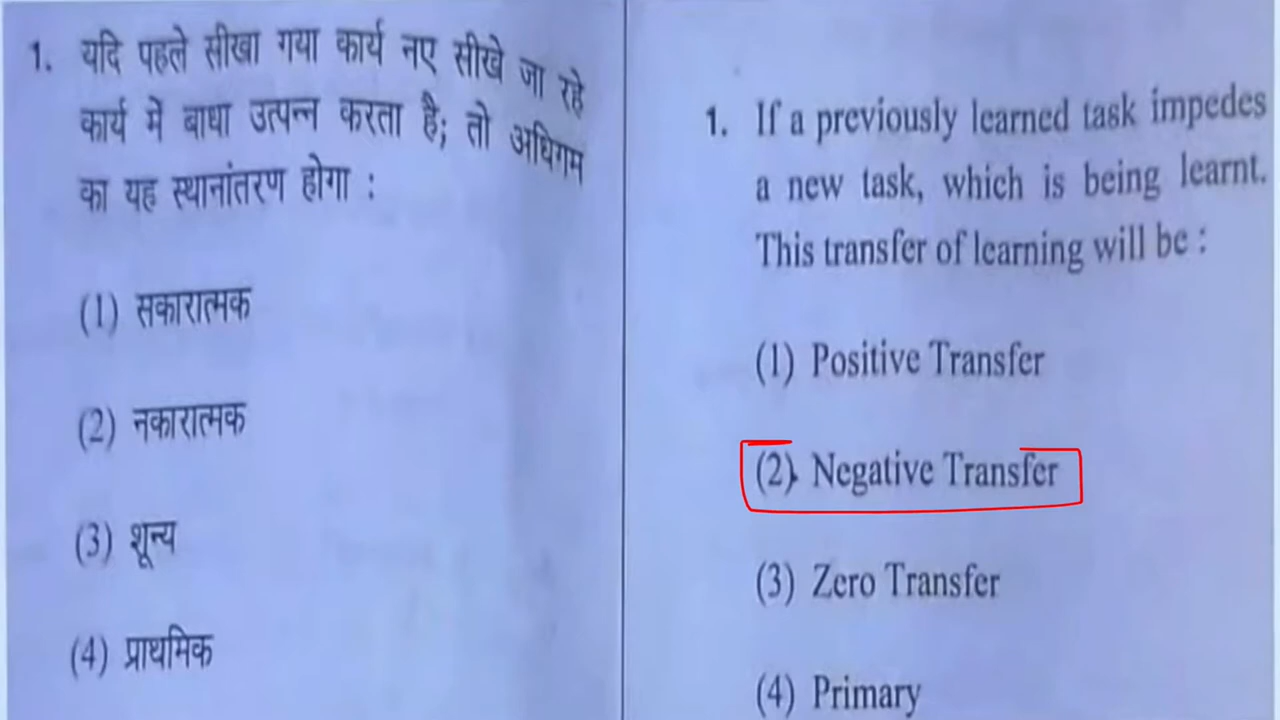 1. यदि पहले सीखा गया कार्य नए सीखे जा रहे
कार्य में बाधा उत्पन्न करता है; तो अधिगम
का यह स्थानांतरण होगा :
(1) सकारात्मक
(2) नकारात्मक
(3) शून्य
(4) प्राथमिक
1. If a previously learned task impedes
a new task, which is being learnt.
This transfer of learning will be :
(1) Positive Transfer
(2) Negative Transfer
(3) Zero Transfer
(4) Primary